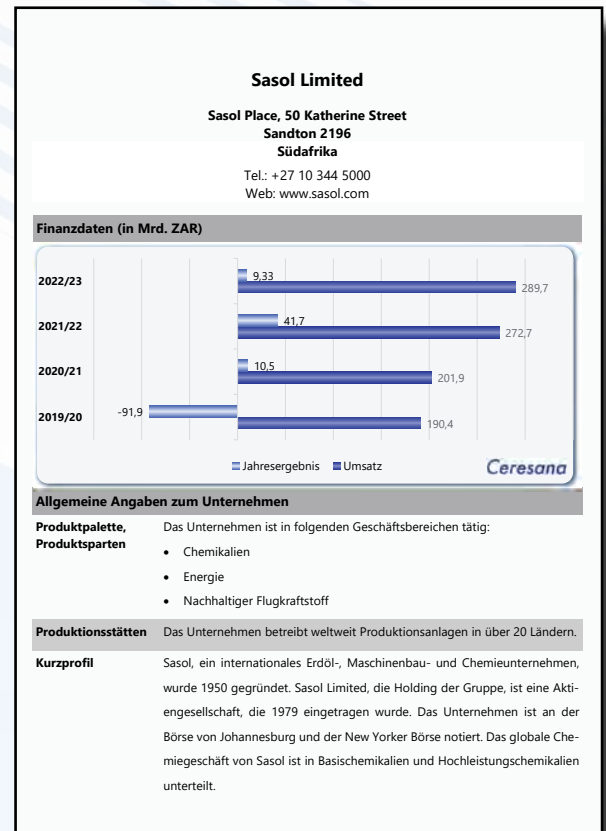 Sasol Limited
Sasol Place, 50 Katherine Street
Sandton 2196
Südafrika
Tel.: +27 10 344 5000
Web: www.sasol.com
Finanzdaten (in Mrd. ZAR)
2022/23 9,33 289,7
2021/22 41,7 272,7
2020/21 10,5 201,9
2019/20 -91,9 190,4
Jahresergebnis Umsatz
Ceresana
Allgemeine Angaben zum Unternehmen
Produktpalette, Produktsparten
Das Unternehmen ist in folgenden Geschäftsbereichen tätig:
• Chemikalien
• Energie
• Nachhaltiger Flugkraftstoff
Produktionsstätten Das Unternehmen betreibt weltweit Produktionsanlagen in über 20 Ländern.
Kurzprofil Sasol, ein internationales Erdöl-, Maschinenbau- und Chemieunternehmen,
wurde 1950 gegründet. Sasol Limited, die Holding der Gruppe, ist eine Akti-
engesellschaft, die 1979 eingetragen wurde. Das Unternehmen ist an der
Börse von Johannesburg und der New Yorker Börse notiert. Das globale Che-
miegeschäft von Sasol ist in Basischemikalien und Hochleistungschemikalien
unterteilt.